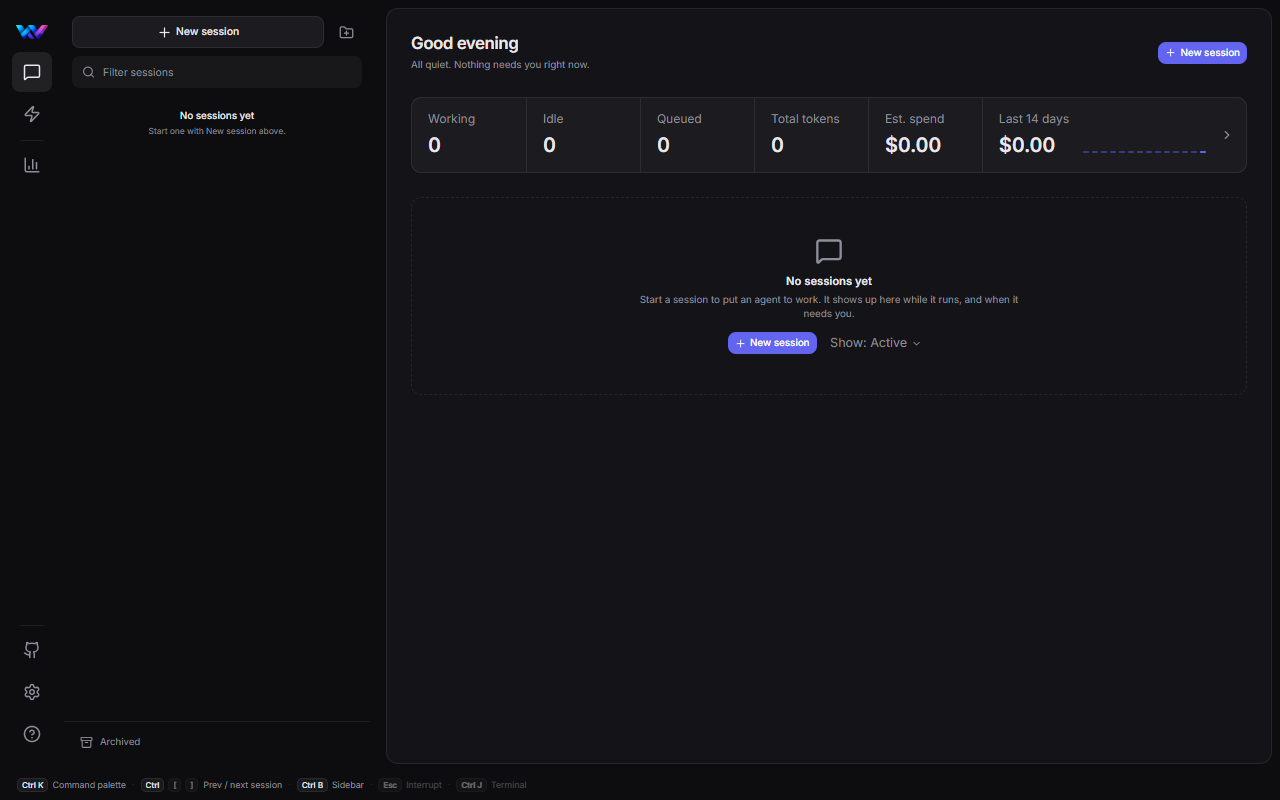 New session
Filter sessions
No sessions yet
Start one with New session above.
Archived
Good evening
All quiet. Nothing needs you right now.
New session
Working
0
Idle
0
Queued
0
Total tokens
0
Est. spend
$0.00
Last 14 days
$0.00
No sessions yet
Start a session to put an agent to work. It shows up here while it runs, and when it
needs you.
New session
Show: Active
Ctrl K Command palette · Ctrl [ ] Prev / next session · Ctrl B Sidebar · Esc Interrupt · Ctrl J Terminal